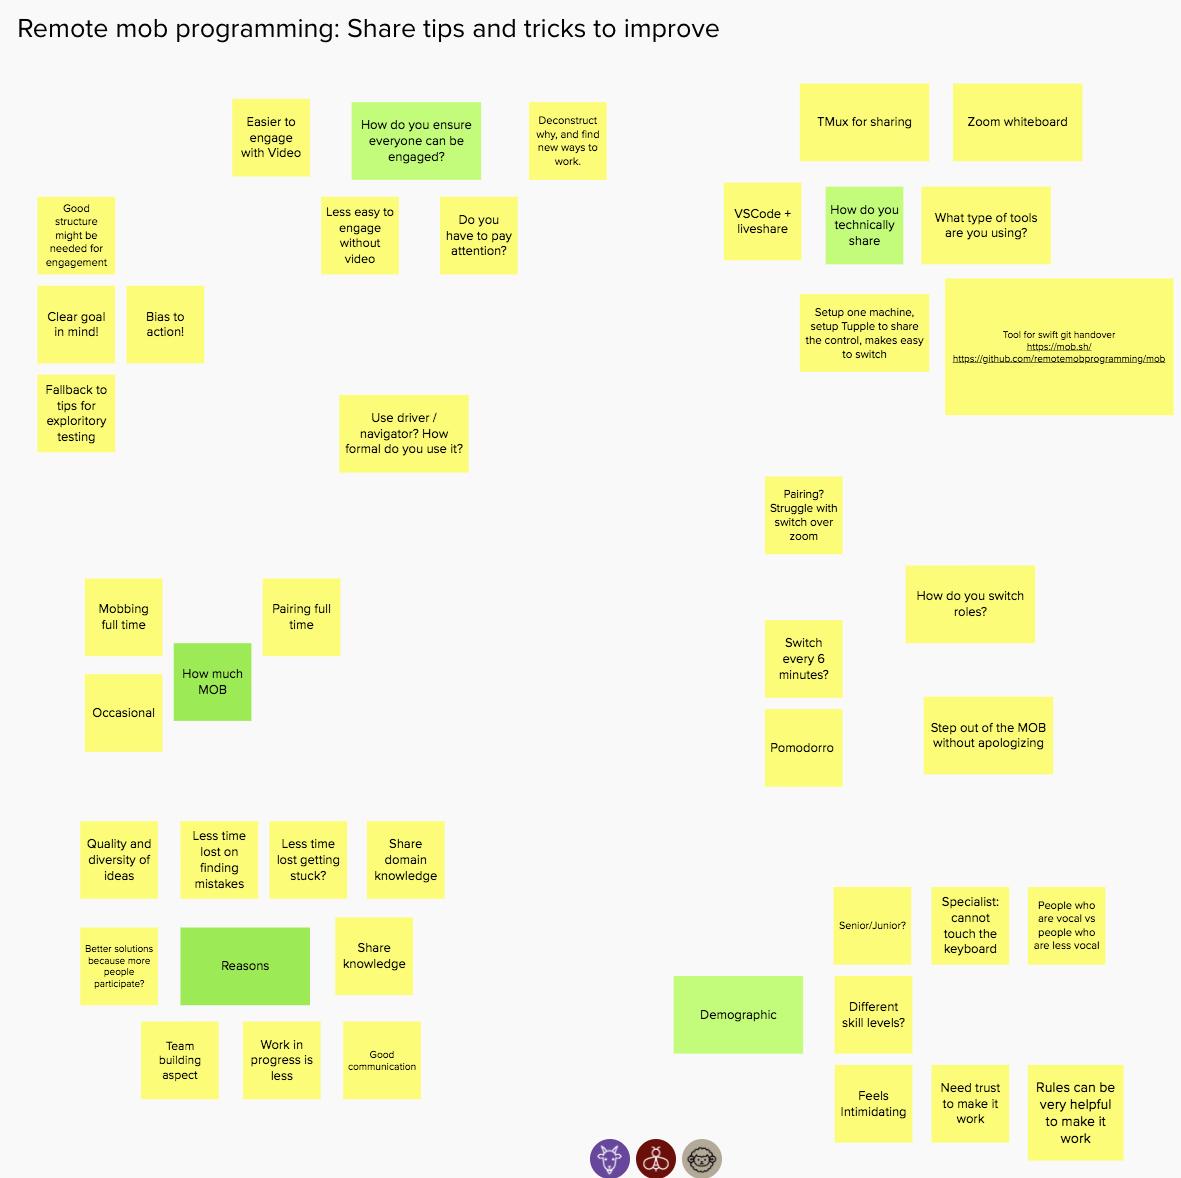 Remote mob programming: Share tips and tricks to improve
Easier to
engage
with Video
How do you ensure
everyone can be
engaged?
Deconstruct
why, and find
new ways to
work.
Good
structure
might be
needed for
engagement
Less easy to
engage
without
video
Do you
have to pay
attention?
Clear goal
in mind!
Bias to
action!
Fallback to
tips for
exploritory
testing
Use driver /
navigator? How
formal do you use it?
TMux for sharing
Zoom whiteboard
VSCode +
liveshare
How do you
technically
share
What type of tools
are you using?
Setup one machine,
setup Tupple to share
the control, makes easy
to switch
Tool for swift git handover
https://mob.sh/
https://github.com/remotemobprogramming/mob
Pairing?
Struggle with
switch over
zoom
How do you switch
roles?
Switch
every 6
minutes?
Pomodorro
Step out of the MOB
without apologizing
Mobbing
full time
Pairing full
time
How much
MOB
Occasional
Quality and
diversity of
ideas
Less time
lost on
finding
mistakes
Less time
lost getting
stuck?
Share
domain
knowledge
Better solutions
because more
people
participate?
Reasons
Share
knowledge
Team
building
aspect
Work in
progress is
less
Good
communication
Senior/Junior?
Specialist:
cannot
touch the
keyboard
People who
are vocal vs
people who
are less vocal
Demographic
Different
skill levels?
Feels
Intimidating
Need trust
to make it
work
Rules can be
very helpful
to make it
work